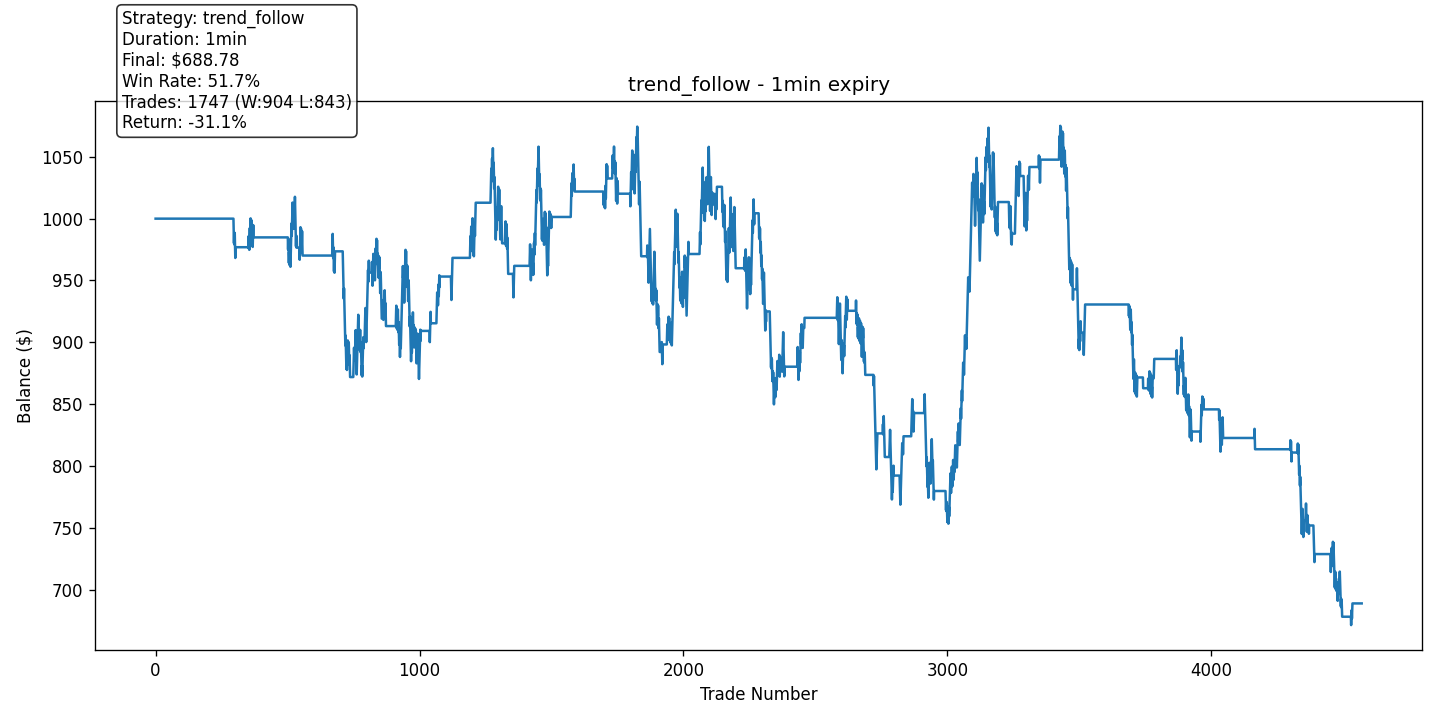 Strategy: trend_follow
Duration: 1min
Final: $688.78
Win Rate: 51.7%
Trades: 1747 (W:904 L:843)
Return: -31.1%
trend_follow - 1min expiry
Balance ($)
1050
1000
950
900
850
800
750
700
0
1000
2000
3000
4000
Trade Number